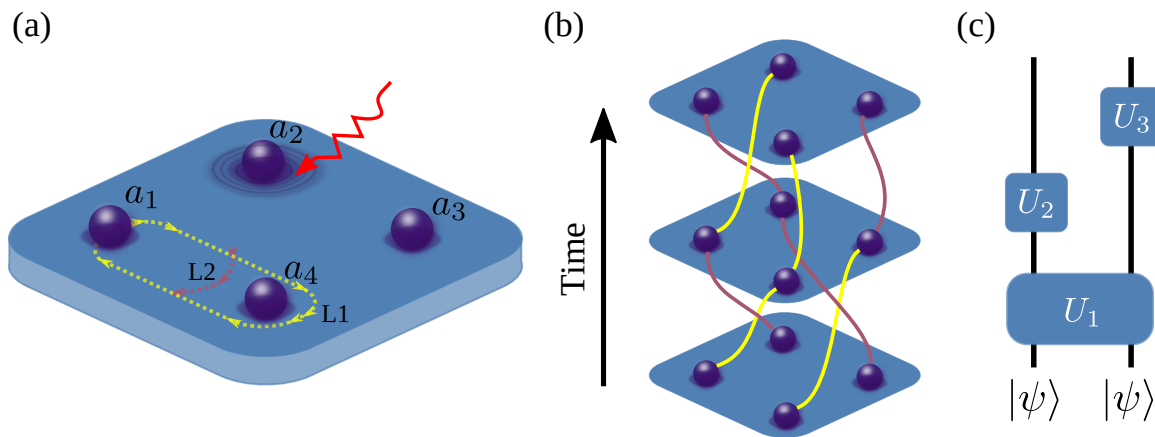 (a)
a₂
a₁
a₃
L2
a₄
L1
(b)
Time
(c)
U₃
U₂
U₁
|ψ⟩ |ψ⟩